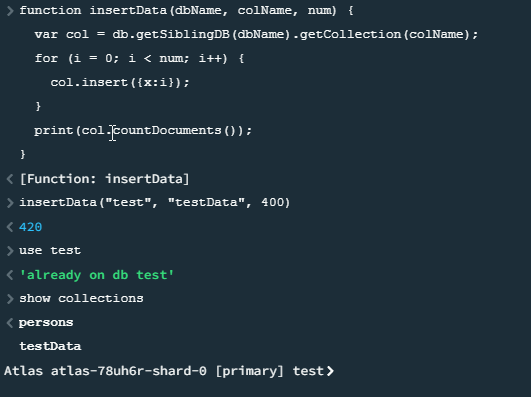 > function insertData(dbName, colName, num) {
var col = db.getSiblingDB(dbName).getCollection(colName);
for (i = 0; i < num; i++) {
col.insert({x:i});
}
print(col.countDocuments());
}
< [Function: insertData]
> insertData("test", "testData", 400)
< 420
> use test
< 'already on db test'
> show collections
< persons
testData
Atlas atlas-78uh6r-shard-0 [primary] test>